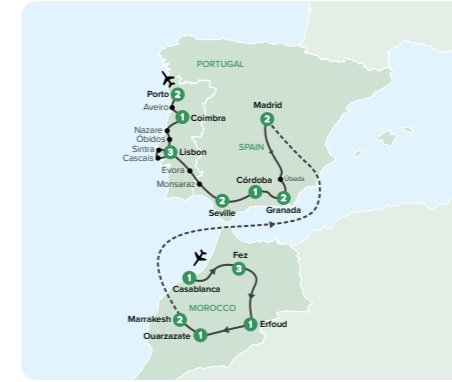 PORTUGAL
Porto 2
Aveiro
1 Coimbra
Madrid
2
Nazare
Óbidos
SPAIN
Sintra
3 Lisbon
Cascais
Evora
Monsaraz
Úbeda
Córdoba
1
2
Granada
2
Seville
Fez
3
1
Casablanca
MOROCCO
Marrakesh 2
1 Erfoud
Ouarzazate 1